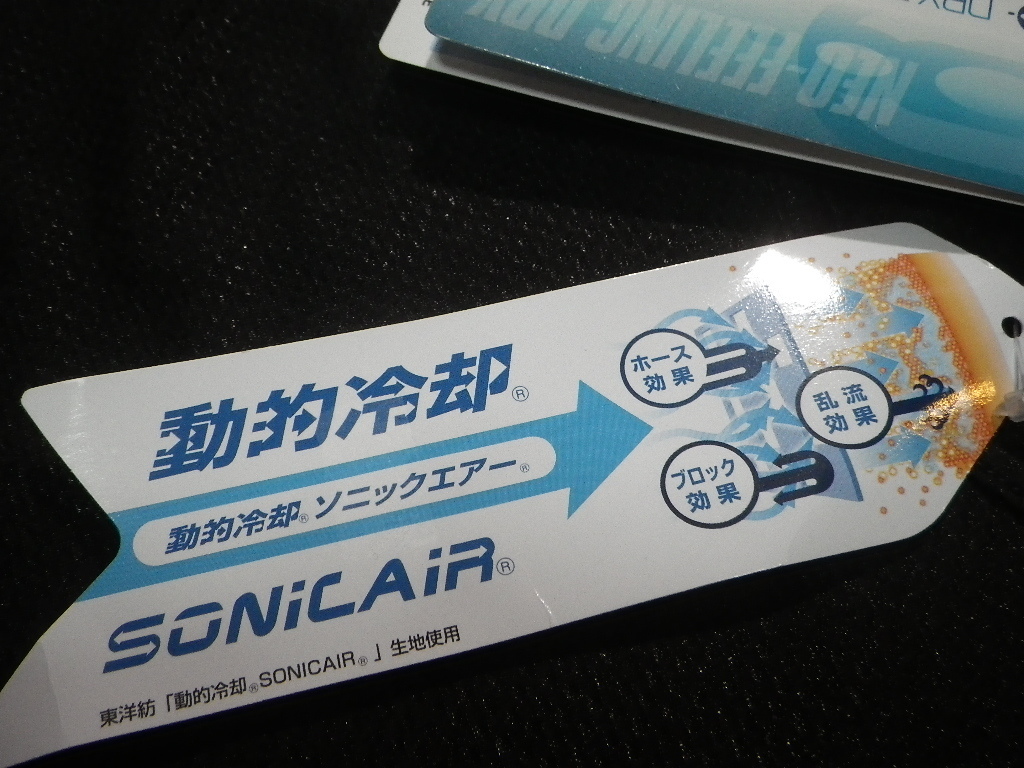 NEO-FEELING DRY
動的冷却®
動的冷却® ソニックエアー®
SONiCAiR®
東洋紡「動的冷却®SONICAIR®」生地使用
ホース
効果
乱流
効果
ブロック
効果